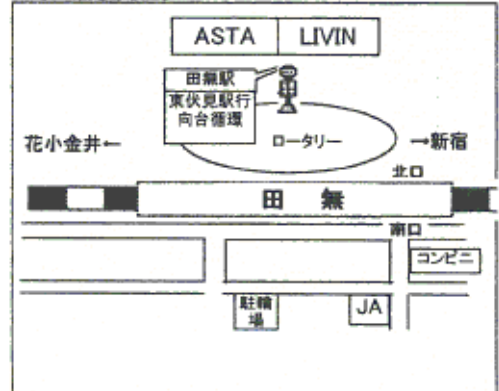 ASTA LIVIN
田無駅
東伏見駅行
向台循環
花小金井←
ロータリー
→新宿
北口
田 無
南口
コンビニ
駐輪
場
JA